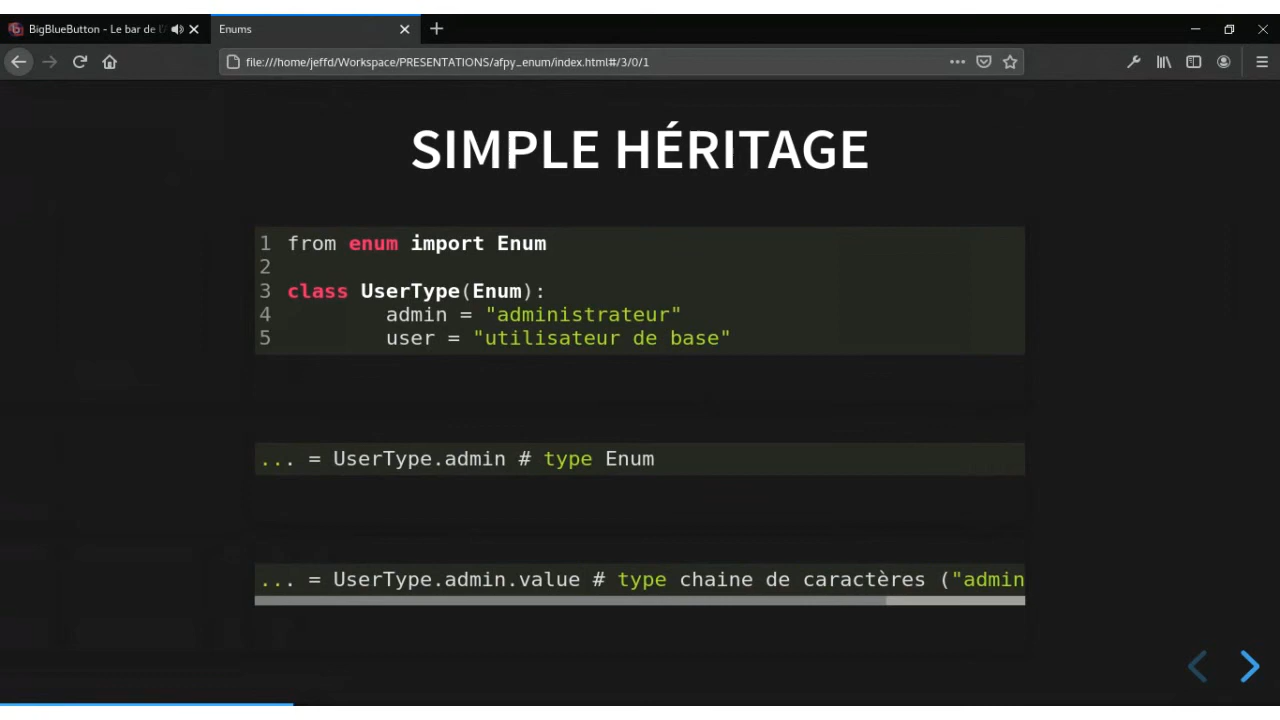 BigBlueButton - Le bar de l'
Enums
file:///home/jeffd/Workspace/PRESENTATIONS/afpy_enum/index.html#/3/0/1
SIMPLE HÉRITAGE
1 from enum import Enum
2
3 class UserType(Enum):
4         admin = "administrateur"
5         user = "utilisateur de base"
... = UserType.admin # type Enum
... = UserType.admin.value # type chaine de caractères ("admin